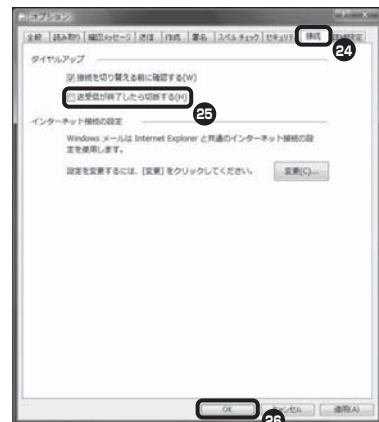 オプション
全般 読み取り 確認メッセージ 送信 作成 署名 スペル チェック セキュリティ 接続
24
ダイヤルアップ
接続を切り替える前に確認する(W)
送受信が終了したら切断する(H)
25
インターネット接続の設定
Windows メールは Internet Explorer と共通のインターネット接続の設
定を使用します。
設定を変更するには、[変更] をクリックしてください。 変更(C)...
OK キャンセル 適用(A)
26